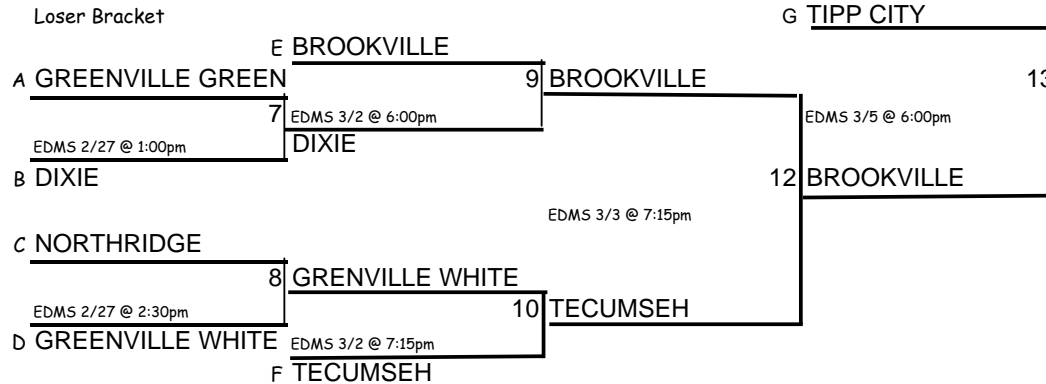 Loser Bracket
G TIPP CITY
E BROOKVILLE
A GREENVILLE GREEN
9 BROOKVILLE
13
7 EDMS 3/2 @ 6:00pm
EDMS 3/5 @ 6:00pm
EDMS 2/27 @ 1:00pm
DIXIE
B DIXIE
12 BROOKVILLE
EDMS 3/3 @ 7:15pm
C NORTHRIDGE
8 GRENVILLE WHITE
EDMS 2/27 @ 2:30pm
10 TECUMSEH
D GREENVILLE WHITE
EDMS 3/2 @ 7:15pm
F TECUMSEH